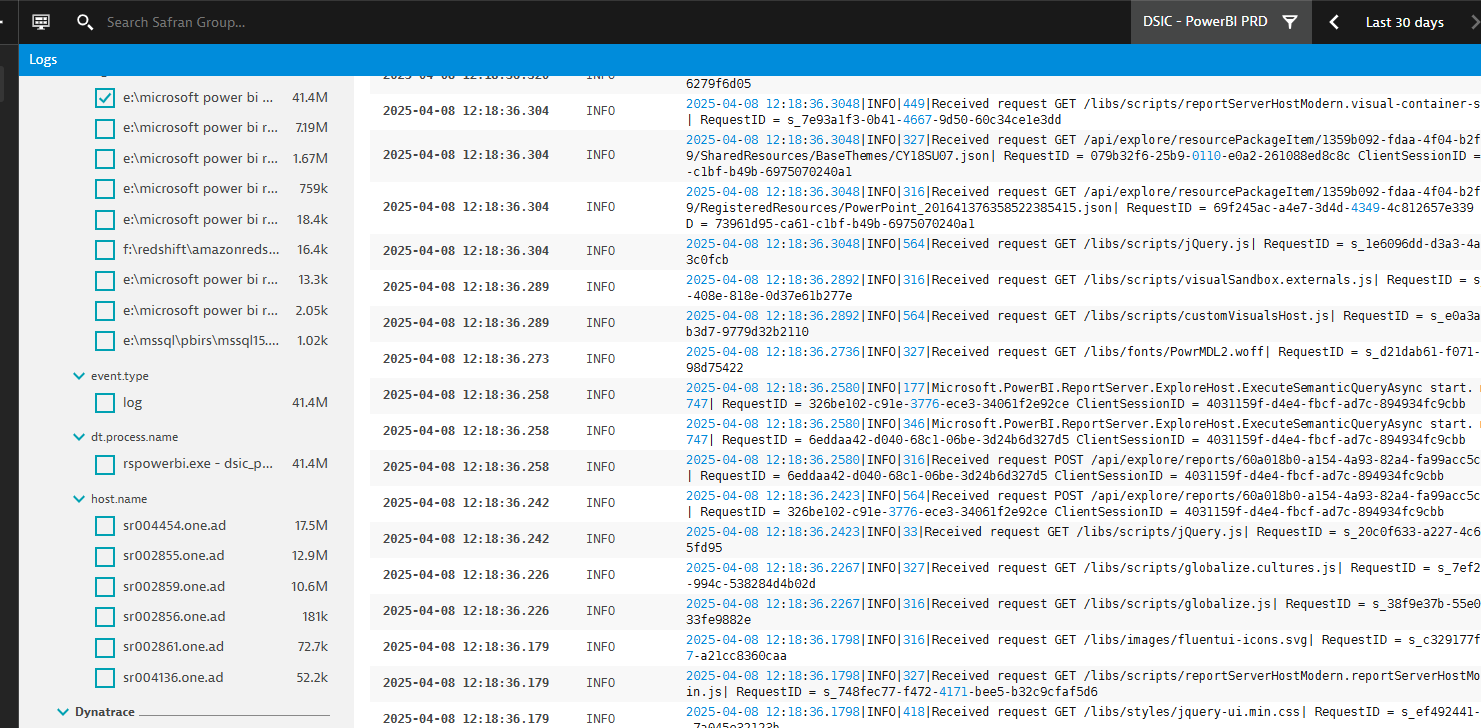 Search Safran Group...
DSIC - PowerBI PRD
Last 30 days
Logs
e:\microsoft power bi ... 41.4M
e:\microsoft power bi r... 7.19M
e:\microsoft power bi r... 1.67M
e:\microsoft power bi r... 759k
e:\microsoft power bi r... 18.4k
f:\redshift\amazonreds... 16.4k
e:\microsoft power bi r... 13.3k
e:\microsoft power bi r... 2.05k
e:\mssql\pbirs\mssql15.... 1.02k
event.type
log 41.4M
dt.process.name
rspowerbi.exe - dsic_p... 41.4M
host.name
sr004454.one.ad 17.5M
sr002855.one.ad 12.9M
sr002859.one.ad 10.6M
sr002856.one.ad 181k
sr002861.one.ad 72.7k
sr004136.one.ad 52.2k
Dynatrace
2025-04-08 12:18:36.320 INFO
6279f6d05
2025-04-08 12:18:36.304 INFO 2025-04-08 12:18:36.3048|INFO|449|Received request GET /libs/scripts/reportServerHostModern.visual-container-s
| RequestID = s_7e93a1f3-0b41-4667-9d50-60c34ce1e3dd
2025-04-08 12:18:36.304 INFO 2025-04-08 12:18:36.3048|INFO|327|Received request GET /api/explore/resourcePackageItem/1359b092-fdaa-4f04-b2f
9/SharedResources/BaseThemes/CY18SU07.json| RequestID = 079b32f6-25b9-0110-e0a2-261088ed8c8c ClientSessionID =
-c1bf-b49b-6975070240a1
2025-04-08 12:18:36.304 INFO 2025-04-08 12:18:36.3048|INFO|316|Received request GET /api/explore/resourcePackageItem/1359b092-fdaa-4f04-b2f
9/RegisteredResources/PowerPoint_201641376358522385415.json| RequestID = 69f245ac-a4e7-3d4d-4349-4c812657e339
D = 73961d95-ca61-c1bf-b49b-6975070240a1
2025-04-08 12:18:36.304 INFO 2025-04-08 12:18:36.3048|INFO|564|Received request GET /libs/scripts/jQuery.js| RequestID = s_1e6096dd-d3a3-4a
3c0fcb
2025-04-08 12:18:36.289 INFO 2025-04-08 12:18:36.2892|INFO|316|Received request GET /libs/scripts/visualSandbox.externals.js| RequestID = s
-408e-818e-0d37e61b277e
2025-04-08 12:18:36.289 INFO 2025-04-08 12:18:36.2892|INFO|564|Received request GET /libs/scripts/customVisualsHost.js| RequestID = s_e0a3a
b3d7-9779d32b2110
2025-04-08 12:18:36.273 INFO 2025-04-08 12:18:36.2736|INFO|327|Received request GET /libs/fonts/PowrMDL2.woff| RequestID = s_d21dab61-f071-
98d75422
2025-04-08 12:18:36.258 INFO 2025-04-08 12:18:36.2580|INFO|177|Microsoft.PowerBI.ReportServer.ExploreHost.ExecuteSemanticQueryAsync start.
747| RequestID = 326be102-c91e-3776-ece3-34061f2e92ce ClientSessionID = 4031159f-d4e4-fbcf-ad7c-894934fc9cbb
2025-04-08 12:18:36.258 INFO 2025-04-08 12:18:36.2580|INFO|346|Microsoft.PowerBI.ReportServer.ExploreHost.ExecuteSemanticQueryAsync start.
747| RequestID = 6eddaa42-d040-68c1-06be-3d24b6d327d5 ClientSessionID = 4031159f-d4e4-fbcf-ad7c-894934fc9cbb
2025-04-08 12:18:36.258 INFO 2025-04-08 12:18:36.2580|INFO|316|Received request POST /api/explore/reports/60a018b0-a154-4a93-82a4-fa99acc5c
| RequestID = 6eddaa42-d040-68c1-06be-3d24b6d327d5 ClientSessionID = 4031159f-d4e4-fbcf-ad7c-894934fc9cbb
2025-04-08 12:18:36.242 INFO 2025-04-08 12:18:36.2423|INFO|564|Received request POST /api/explore/reports/60a018b0-a154-4a93-82a4-fa99acc5c
| RequestID = 326be102-c91e-3776-ece3-34061f2e92ce ClientSessionID = 4031159f-d4e4-fbcf-ad7c-894934fc9cbb
2025-04-08 12:18:36.242 INFO 2025-04-08 12:18:36.2423|INFO|33|Received request GET /libs/scripts/jQuery.js| RequestID = s_20c0f633-a227-4c6
5fd95
2025-04-08 12:18:36.226 INFO 2025-04-08 12:18:36.2267|INFO|327|Received request GET /libs/scripts/globalize.cultures.js| RequestID = s_7ef2
-994c-538284d4b02d
2025-04-08 12:18:36.226 INFO 2025-04-08 12:18:36.2267|INFO|316|Received request GET /libs/scripts/globalize.js| RequestID = s_38f9e37b-55e0
33fe9882e
2025-04-08 12:18:36.179 INFO 2025-04-08 12:18:36.1798|INFO|316|Received request GET /libs/images/fluentui-icons.svg| RequestID = s_c329177f
7-a21cc8360caa
2025-04-08 12:18:36.179 INFO 2025-04-08 12:18:36.1798|INFO|327|Received request GET /libs/scripts/reportServerHostModern.reportServerHostMo
in.js| RequestID = s_748fec77-f472-4171-bee5-b32c9cfaf5d6
2025-04-08 12:18:36.179 INFO 2025-04-08 12:18:36.1798|INFO|418|Received request GET /libs/styles/jquery-ui.min.css| RequestID = s_ef492441-